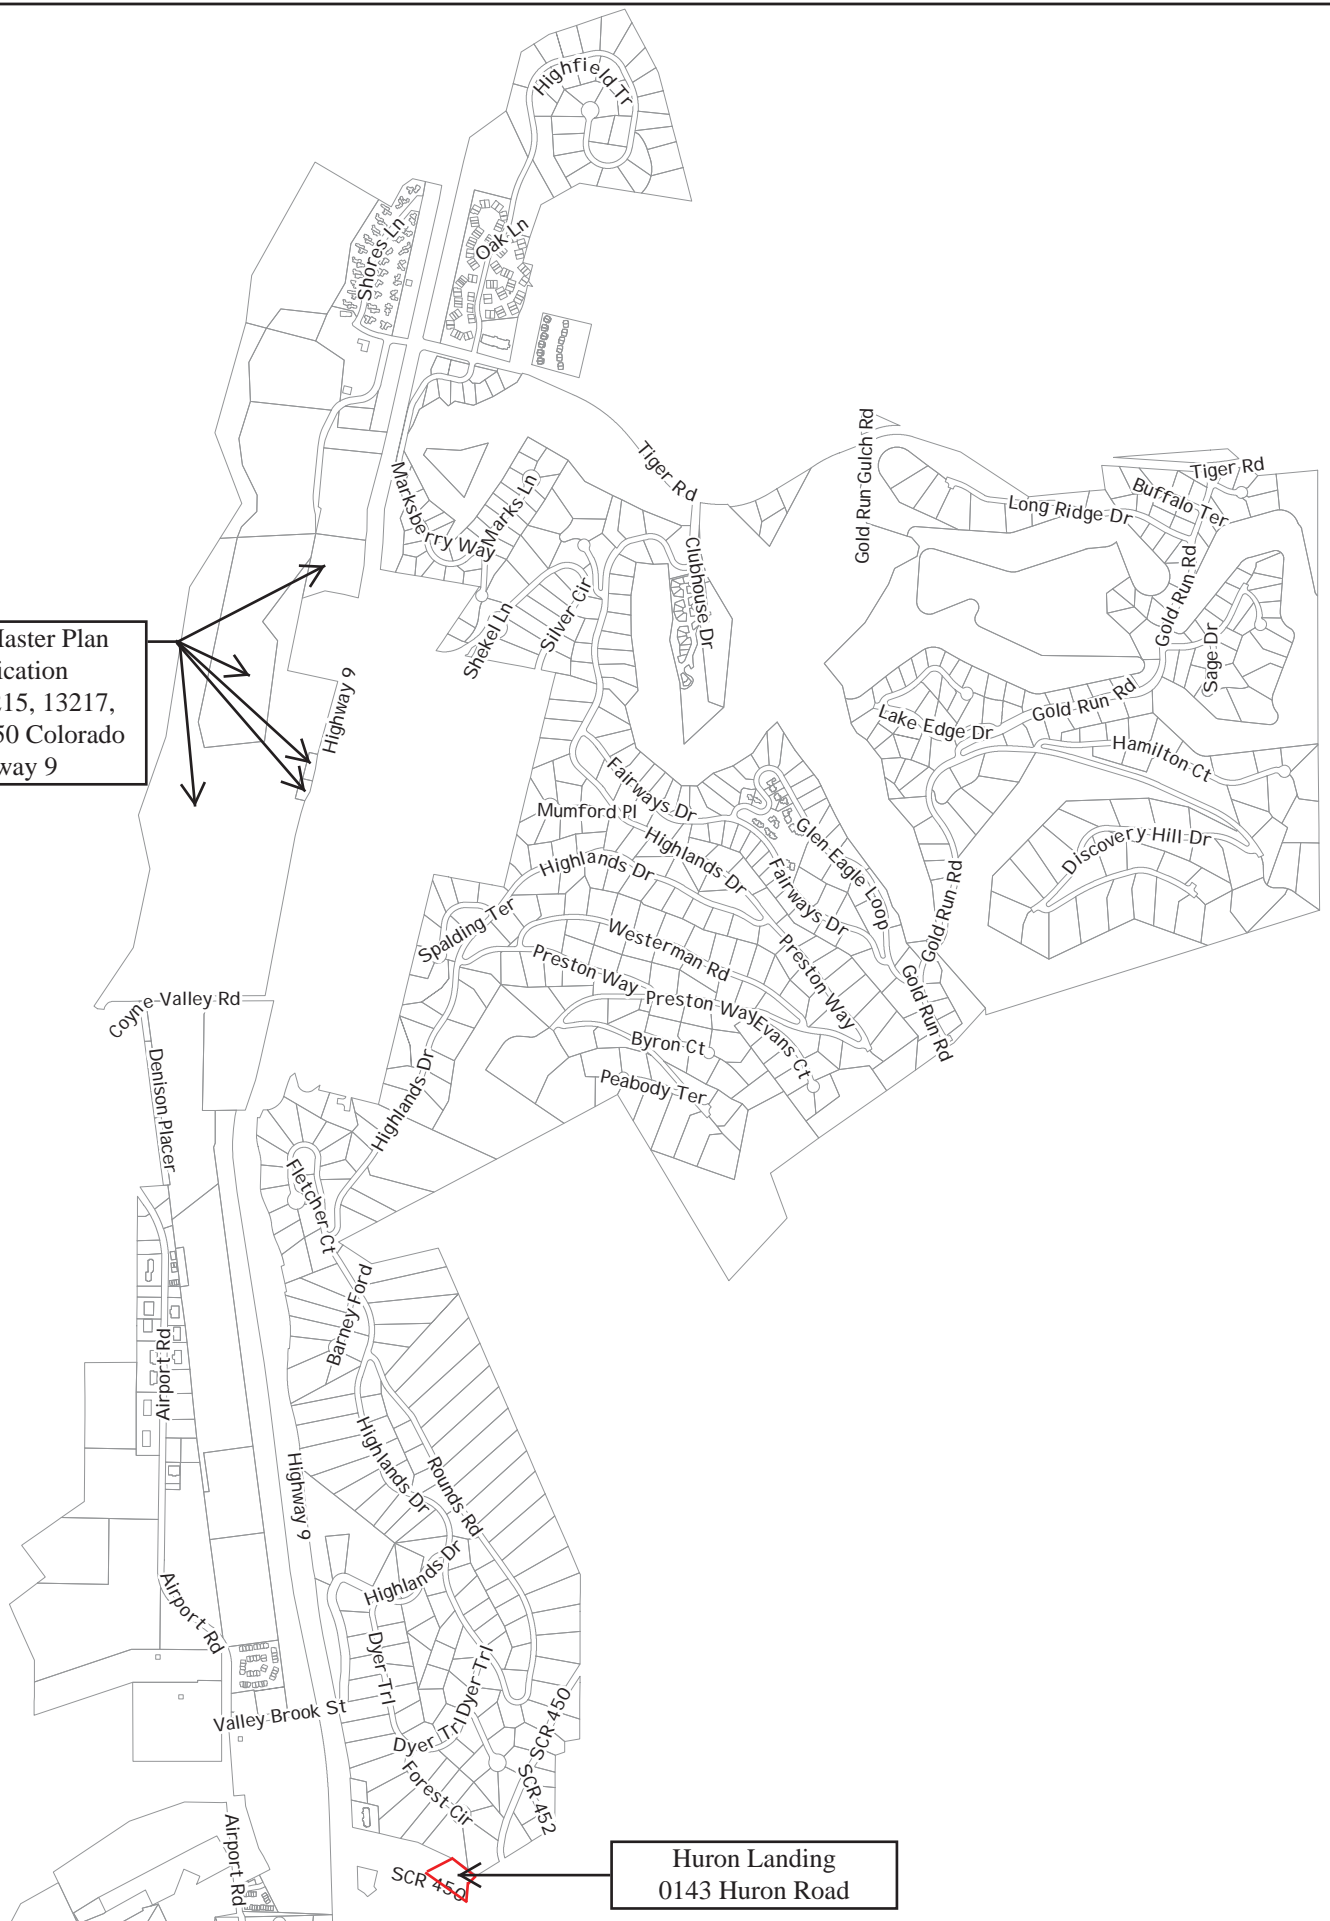 Highfield Tr
Shores Ln
Oak Ln
Tiger Rd
Gold Run Gulch Rd
Tiger Rd
Buffalo Ter
Long Ridge Dr
Marksberry Way
Marks Ln
Clubhouse Dr
Gold Run Rd
Shekel Ln
Silver Cir
Sage Dr
Master Plan
ication
215, 13217,
50 Colorado
way 9
Highway 9
Lake Edge Dr
Gold Run Rd
Hamilton Ct
Fairways Dr
Mumford Pl
Highlands Dr
Glen Eagle Loop
Discovery Hill Dr
Highlands Dr
Fairways Dr
Gold Run Rd
Spalding Ter
Westerman Rd
Preston Way
Preston Way
Preston Way
Gold Run Rd
Coyne Valley Rd
Evans Ct
Byron Ct
Peabody Ter
Denison Placer
Highlands Dr
Fletcher Ct
Barney Ford
Airport Rd
Highlands Dr
Rounds Rd
Highway 9
Highlands Dr
Airport Rd
Dyer Trl
Dyer Trl
SCR 450
Valley Brook St
Dyer Trl
Forest Cir
SCR 452
Airport Rd
SCR 450
Huron Landing
0143 Huron Road